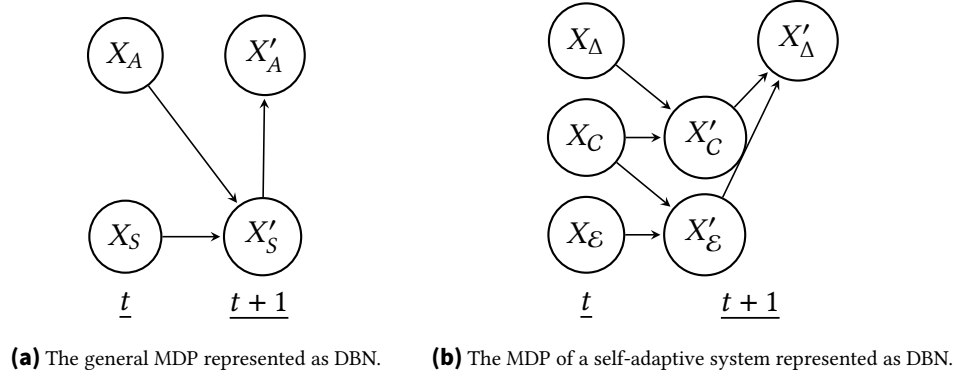 X_A X'_A
X_S X'_S
t t + 1
(a) The general MDP represented as DBN.
X_Δ X'_Δ
X_C X'_C
X_ℰ X'_ℰ
t t + 1
(b) The MDP of a self-adaptive system represented as DBN.